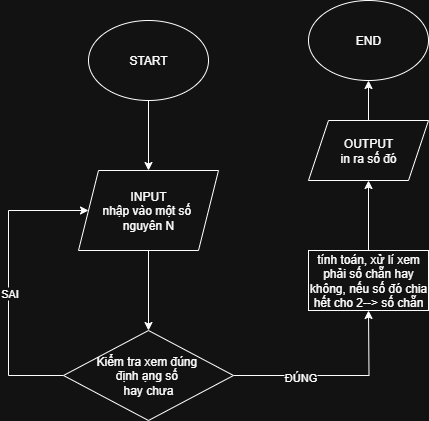 START
INPUT
nhập vào một số
nguyên N
SAI
Kiểm tra xem đúng
định ạng số
hay chưa
ĐÚNG
tính toán, xử lí xem
phải số chẵn hay
không, nếu số đó chia
hết cho 2--> số chẵn
OUTPUT
in ra số đó
END